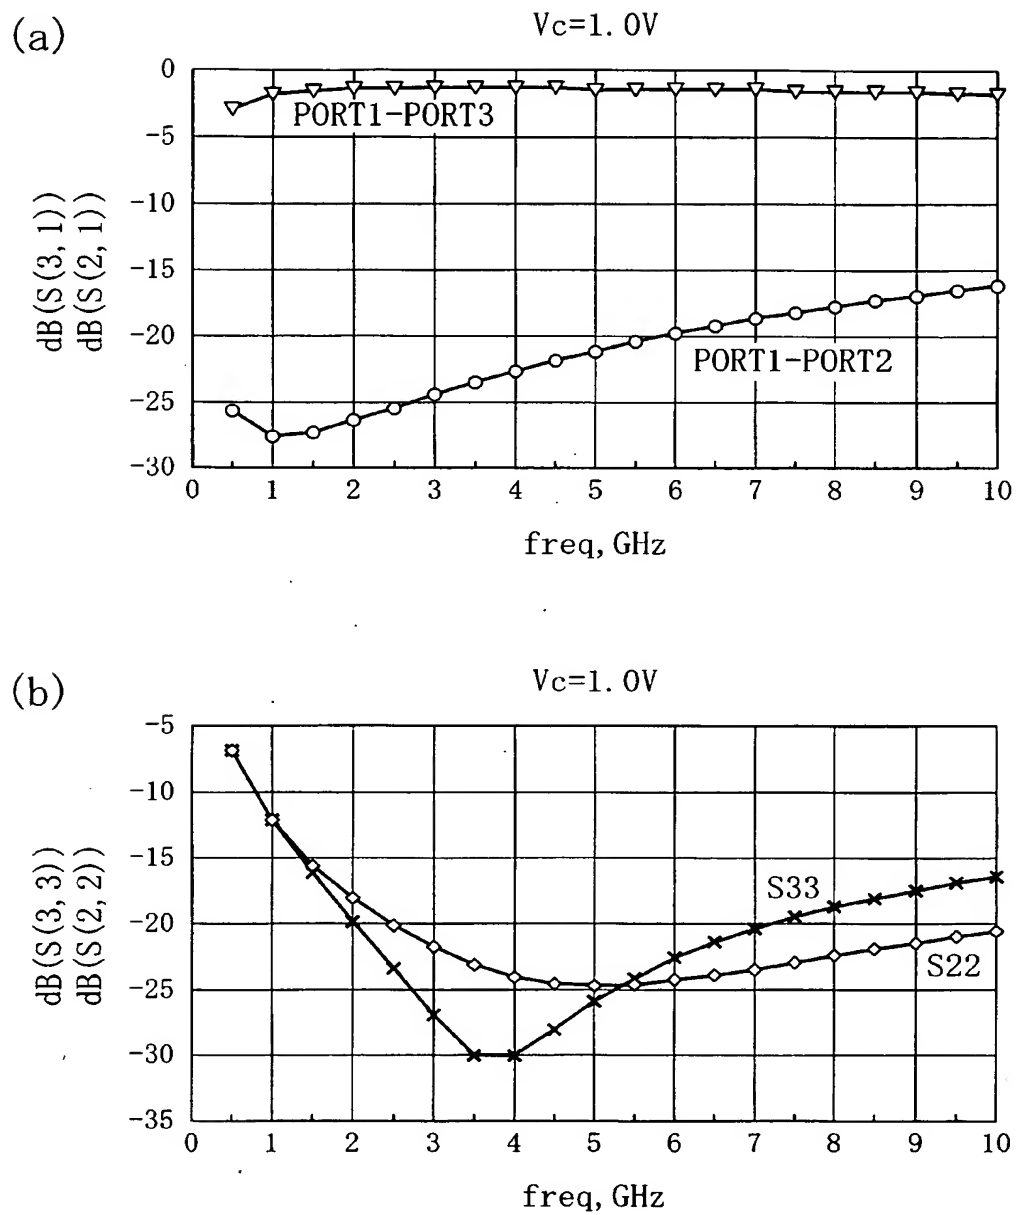 (a)
Vc=1.0V
0
-5
-10
-15
-20
-25
-30
dB(S(3,1))
dB(S(2,1))
PORT1-PORT3
PORT1-PORT2
0 1 2 3 4 5 6 7 8 9 10
freq,GHz
(b)
Vc=1.0V
-5
-10
-15
-20
-25
-30
-35
dB(S(3,3))
dB(S(2,2))
S33
S22
0 1 2 3 4 5 6 7 8 9 10
freq,GHz